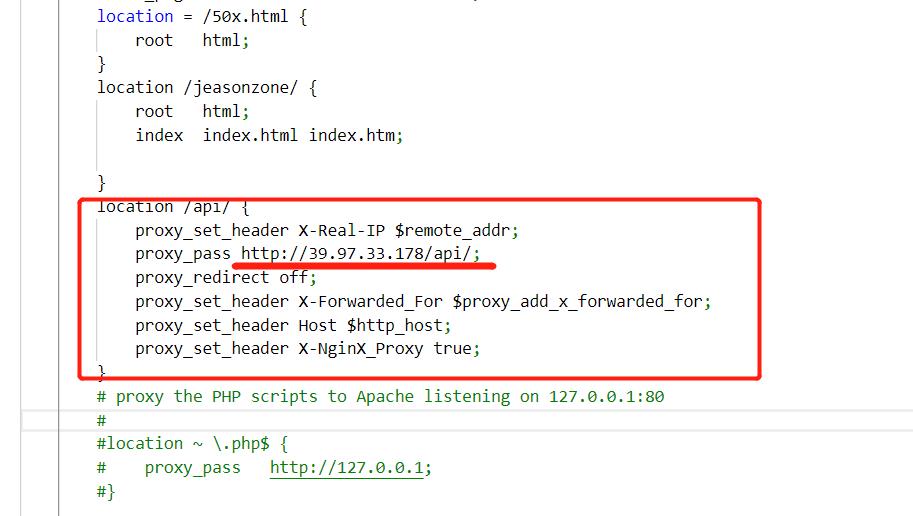 location = /50x.html {
root html;
}
location /jeasonzone/ {
root html;
index index.html index.htm;
}
location /api/ {
proxy_set_header X-Real-IP $remote_addr;
proxy_pass http://39.97.33.178/api/;
proxy_redirect off;
proxy_set_header X-Forwarded_For $proxy_add_x_forwarded_for;
proxy_set_header Host $http_host;
proxy_set_header X-NginX_Proxy true;
}
# proxy the PHP scripts to Apache listening on 127.0.0.1:80
#
#location ~ \.php$ {
# proxy_pass http://127.0.0.1;
#}